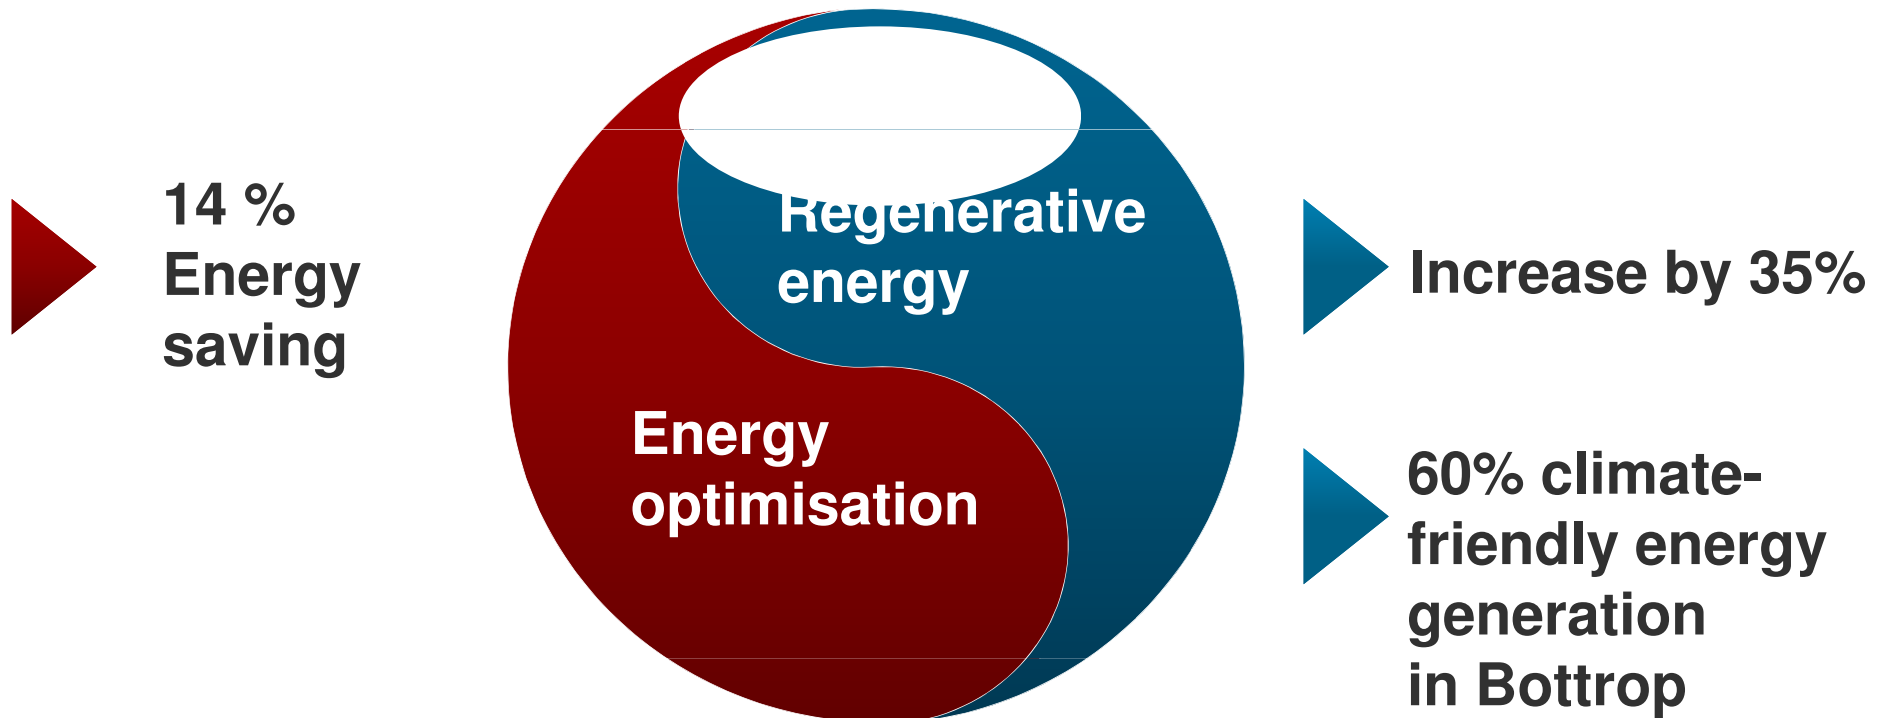 14 %
Energy
saving
Regenerative
energy
Energy
optimisation
Increase by 35%
60% climate-
friendly energy
generation
in Bottrop